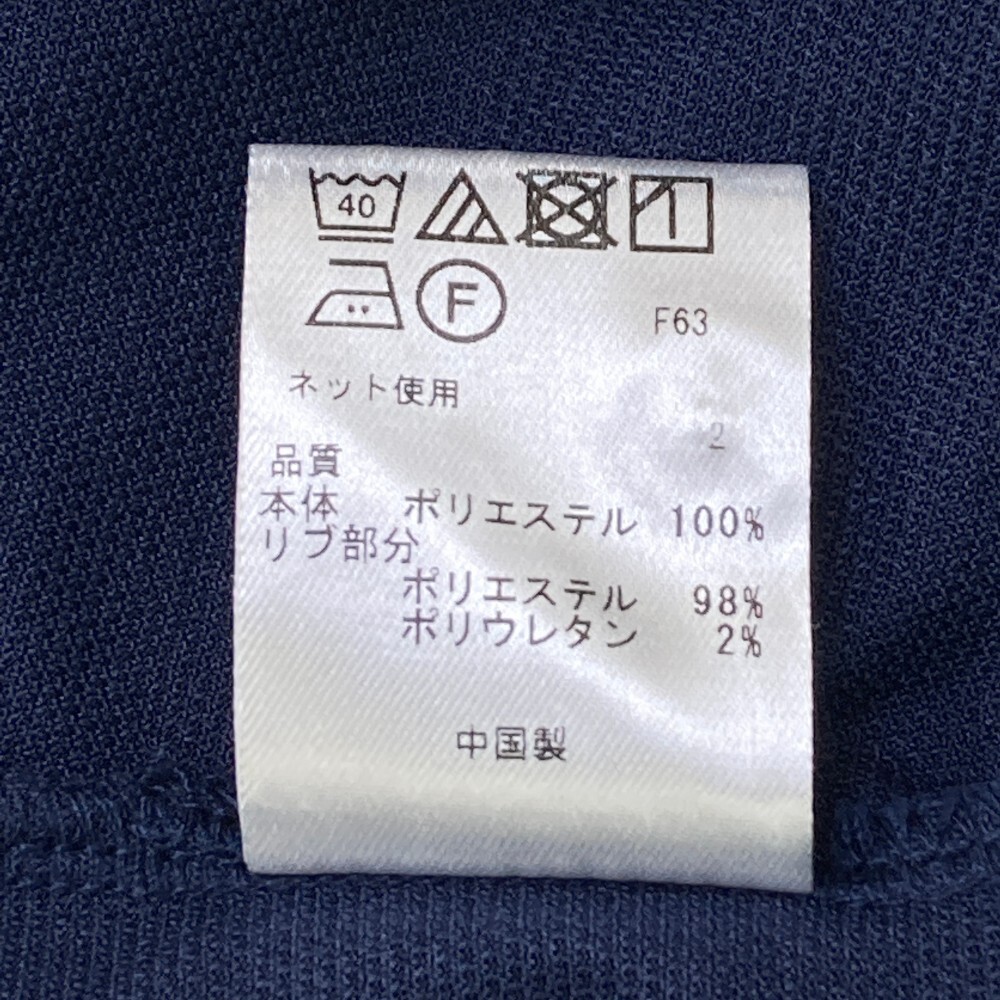 40
F F63
ネット使用
2
品質
本体 ポリエステル 100%
リブ部分
ポリエステル 98%
ポリウレタン 2%
中国製